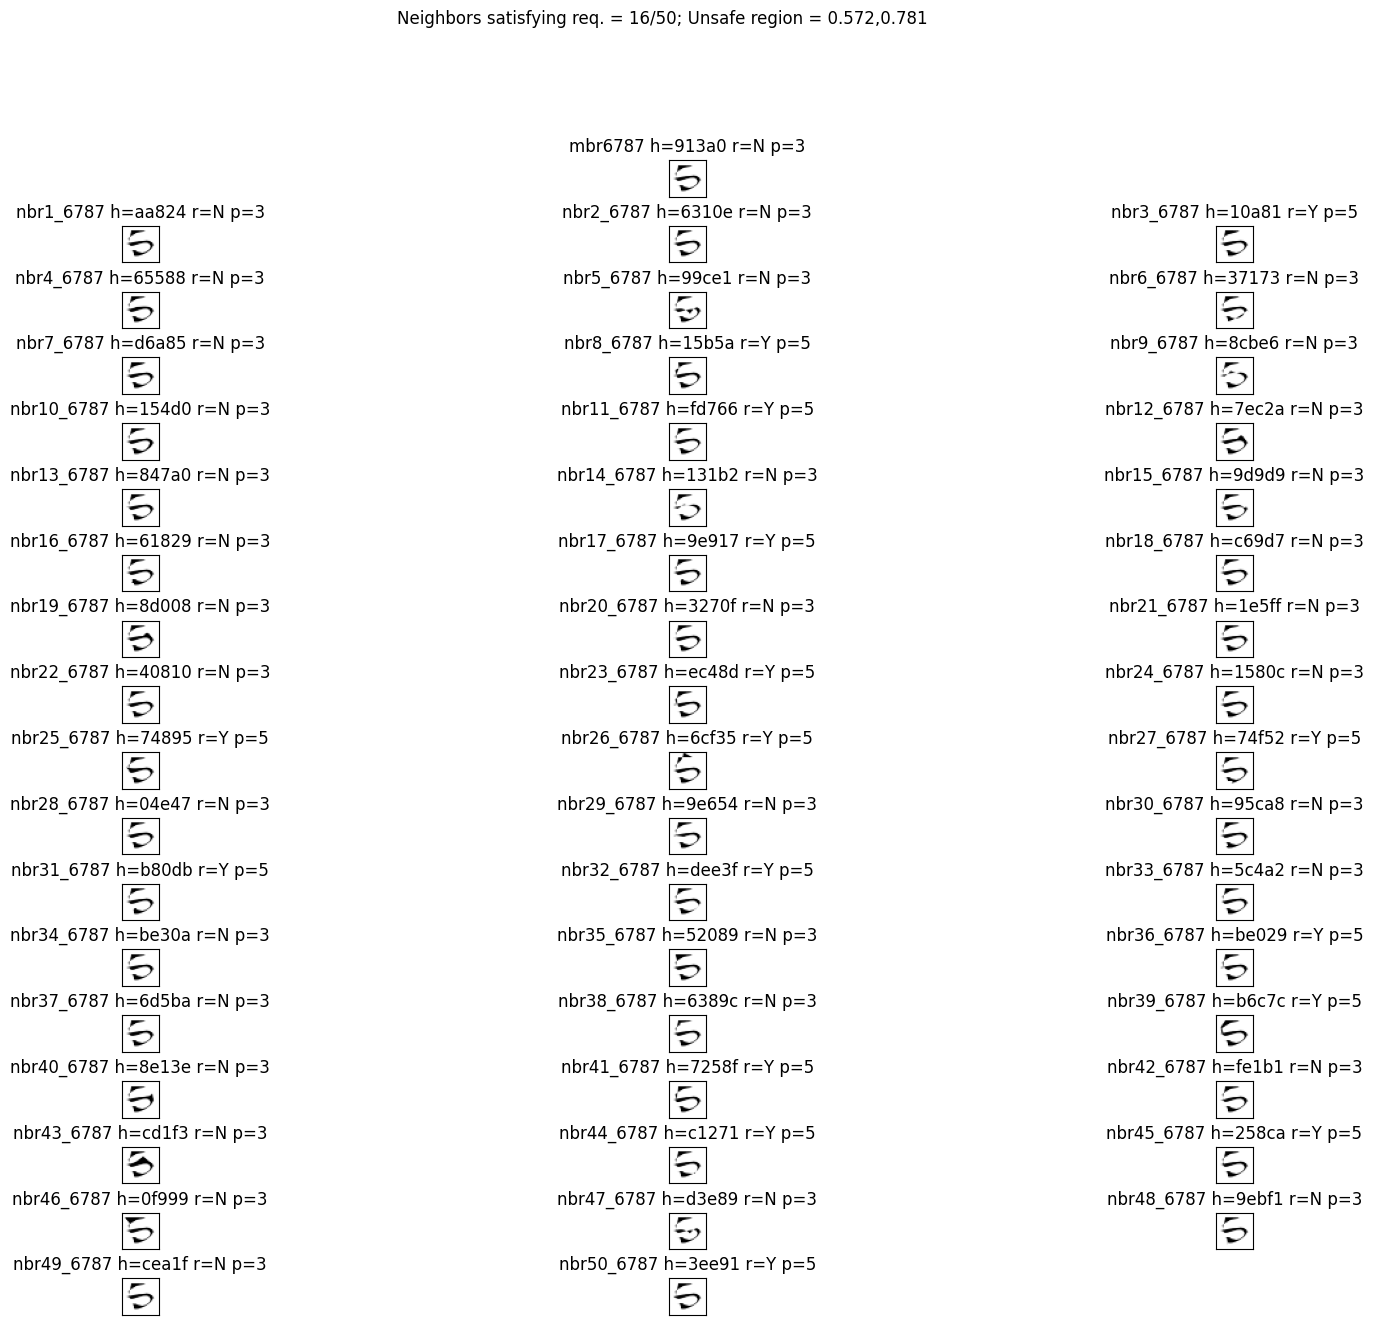 Neighbors satisfying req. = 16/50; Unsafe region = 0.572,0.781
mbr6787 h=913a0 r=N p=3
nbr1_6787 h=aa824 r=N p=3 nbr2_6787 h=6310e r=N p=3 nbr3_6787 h=10a81 r=Y p=5
nbr4_6787 h=65588 r=N p=3 nbr5_6787 h=99ce1 r=N p=3 nbr6_6787 h=37173 r=N p=3
nbr7_6787 h=d6a85 r=N p=3 nbr8_6787 h=15b5a r=Y p=5 nbr9_6787 h=8cbe6 r=N p=3
nbr10_6787 h=154d0 r=N p=3 nbr11_6787 h=fd766 r=Y p=5 nbr12_6787 h=7ec2a r=N p=3
nbr13_6787 h=847a0 r=N p=3 nbr14_6787 h=131b2 r=N p=3 nbr15_6787 h=9d9d9 r=N p=3
nbr16_6787 h=61829 r=N p=3 nbr17_6787 h=9e917 r=Y p=5 nbr18_6787 h=c69d7 r=N p=3
nbr19_6787 h=8d008 r=N p=3 nbr20_6787 h=3270f r=N p=3 nbr21_6787 h=1e5ff r=N p=3
nbr22_6787 h=40810 r=N p=3 nbr23_6787 h=ec48d r=Y p=5 nbr24_6787 h=1580c r=N p=3
nbr25_6787 h=74895 r=Y p=5 nbr26_6787 h=6cf35 r=Y p=5 nbr27_6787 h=74f52 r=Y p=5
nbr28_6787 h=04e47 r=N p=3 nbr29_6787 h=9e654 r=N p=3 nbr30_6787 h=95ca8 r=N p=3
nbr31_6787 h=b80db r=Y p=5 nbr32_6787 h=dee3f r=Y p=5 nbr33_6787 h=5c4a2 r=N p=3
nbr34_6787 h=be30a r=N p=3 nbr35_6787 h=52089 r=N p=3 nbr36_6787 h=be029 r=Y p=5
nbr37_6787 h=6d5ba r=N p=3 nbr38_6787 h=6389c r=N p=3 nbr39_6787 h=b6c7c r=Y p=5
nbr40_6787 h=8e13e r=N p=3 nbr41_6787 h=7258f r=Y p=5 nbr42_6787 h=fe1b1 r=N p=3
nbr43_6787 h=cd1f3 r=N p=3 nbr44_6787 h=c1271 r=Y p=5 nbr45_6787 h=258ca r=Y p=5
nbr46_6787 h=0f999 r=N p=3 nbr47_6787 h=d3e89 r=N p=3 nbr48_6787 h=9ebf1 r=N p=3
nbr49_6787 h=cea1f r=N p=3 nbr50_6787 h=3ee91 r=Y p=5